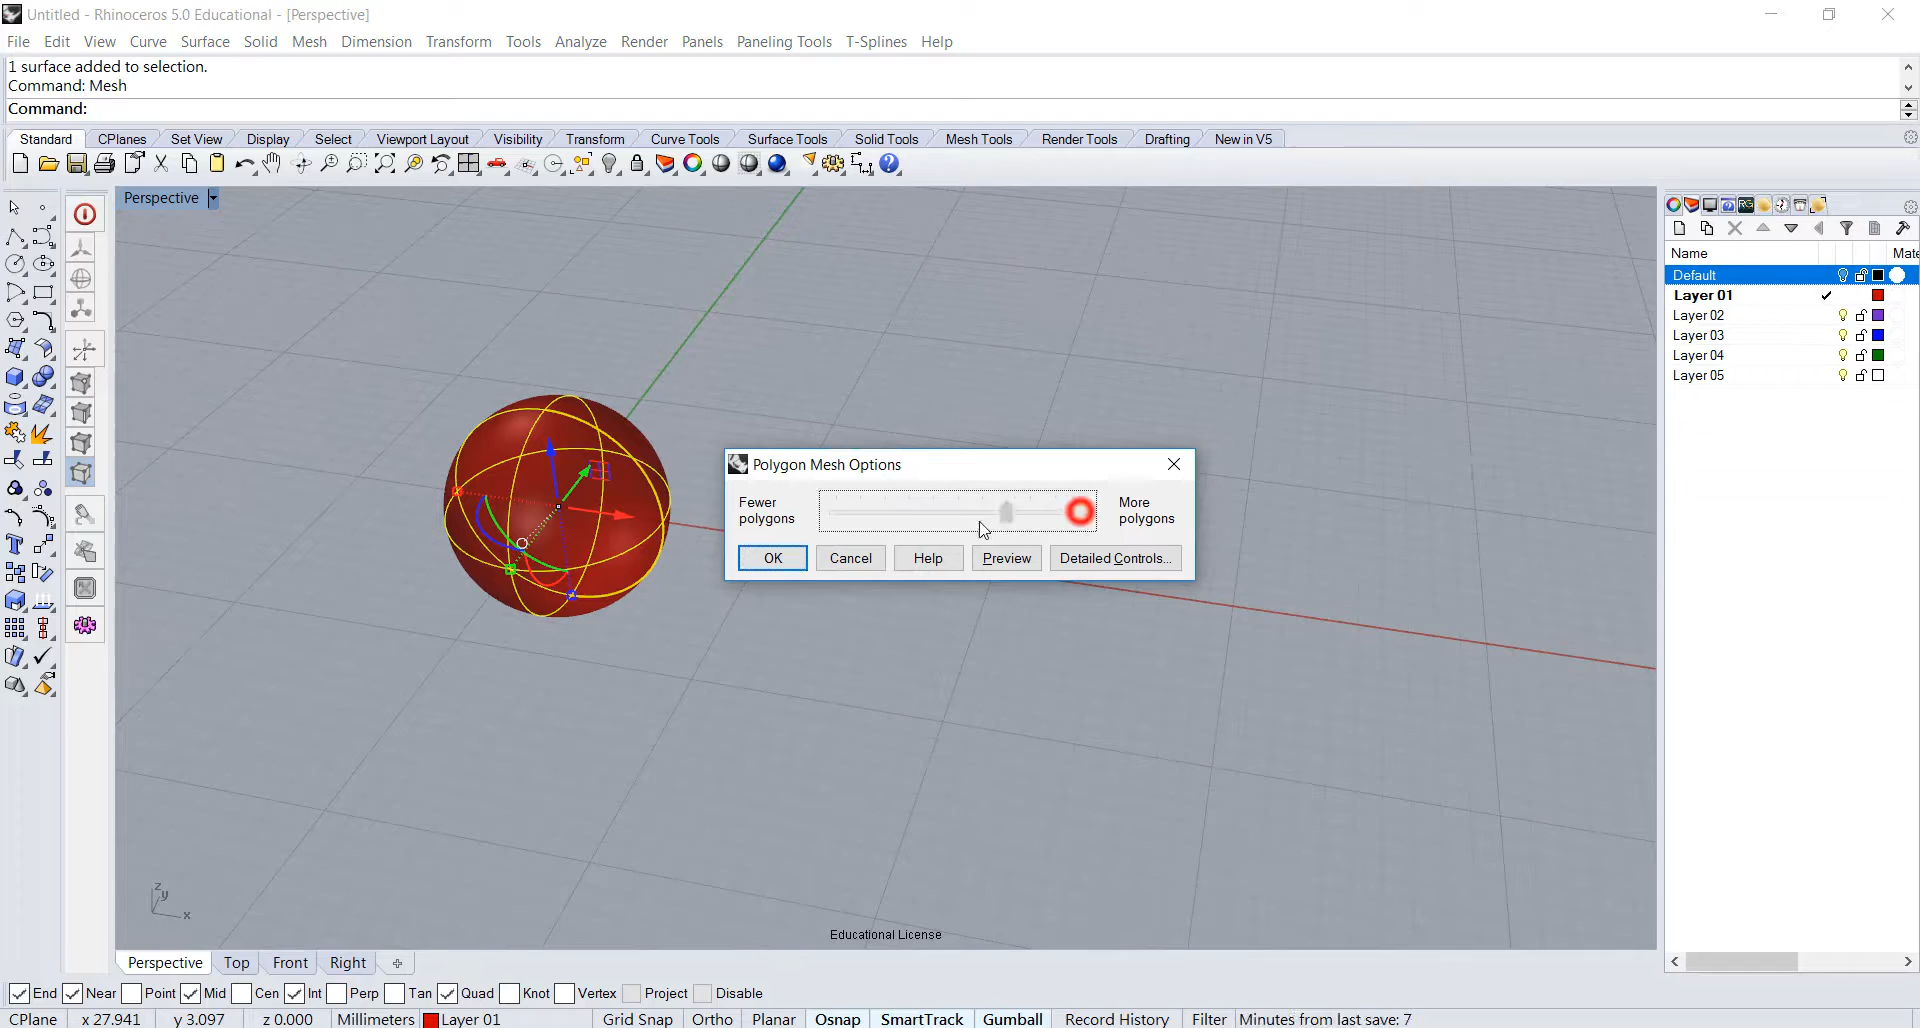 Untitled - Rhinoceros 5.0 Educational - [Perspective]
File Edit View Curve Surface Solid Mesh Dimension Transform Tools Analyze Render Panels Paneling Tools T-Splines Help
1 surface added to selection.
Command: Mesh
Command:
Standard CPlanes Set View Display Select Viewport Layout Visibility Transform Curve Tools Surface Tools Solid Tools Mesh Tools Render Tools Drafting New in V5
Perspective
Name Mate
Default
Layer 01
Layer 02
Layer 03
Layer 04
Layer 05
Polygon Mesh Options
Fewer polygons
More polygons
OK Cancel Help Preview Detailed Controls...
z
y
x
Educational License
Perspective Top Front Right
End Near Point Mid Cen Int Perp Tan Quad Knot Vertex Project Disable
CPlane x 27.941 y 3.097 z 0.000 Millimeters Layer 01 Grid Snap Ortho Planar Osnap SmartTrack Gumball Record History Filter Minutes from last save: 7